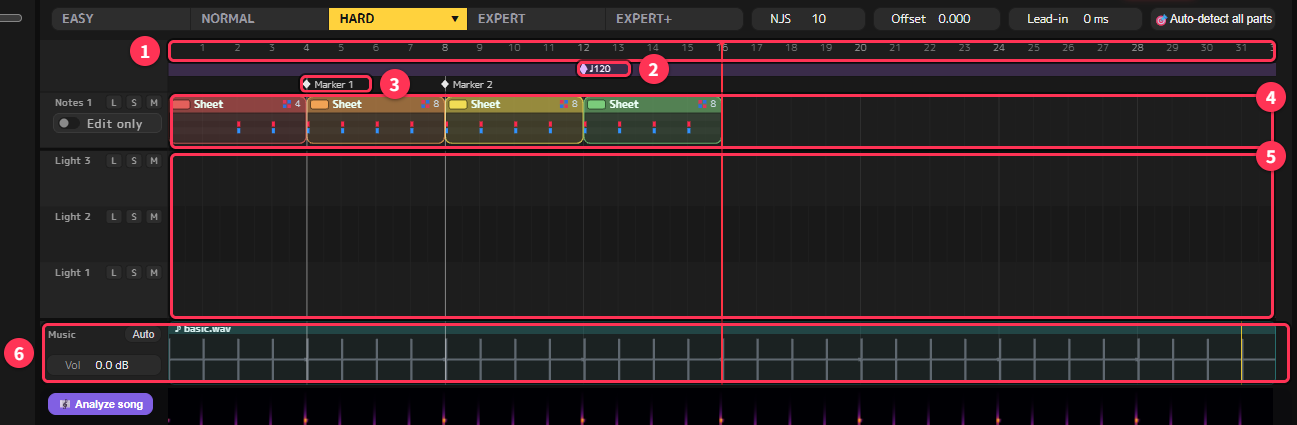 EASY NORMAL HARD ▼ EXPERT EXPERT+ NJS 10 Offset 0.000 Lead-in 0 ms 🎯 Auto-detect all parts
1 1 2 3 4 5 6 7 8 9 10 11 12 13 14 15 16 17 18 19 20 21 22 23 24 25 26 27 28 29 30 31
♩120 2
Marker 1 3 Marker 2
Notes 1 L S M Sheet 4 Sheet 8 Sheet 8 Sheet 8 4
Edit only
Light 3 L S M 5
Light 2 L S M
Light 1 L S M
Music Auto ♪ basic.wav
6 Vol 0.0 dB
Analyze song